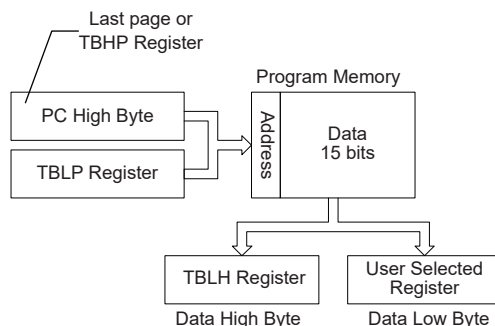 Last page or
TBHP Register
Program Memory
PC High Byte
TBLP Register
Address
Data
15 bits
TBLH Register
User Selected
Register
Data High Byte
Data Low Byte